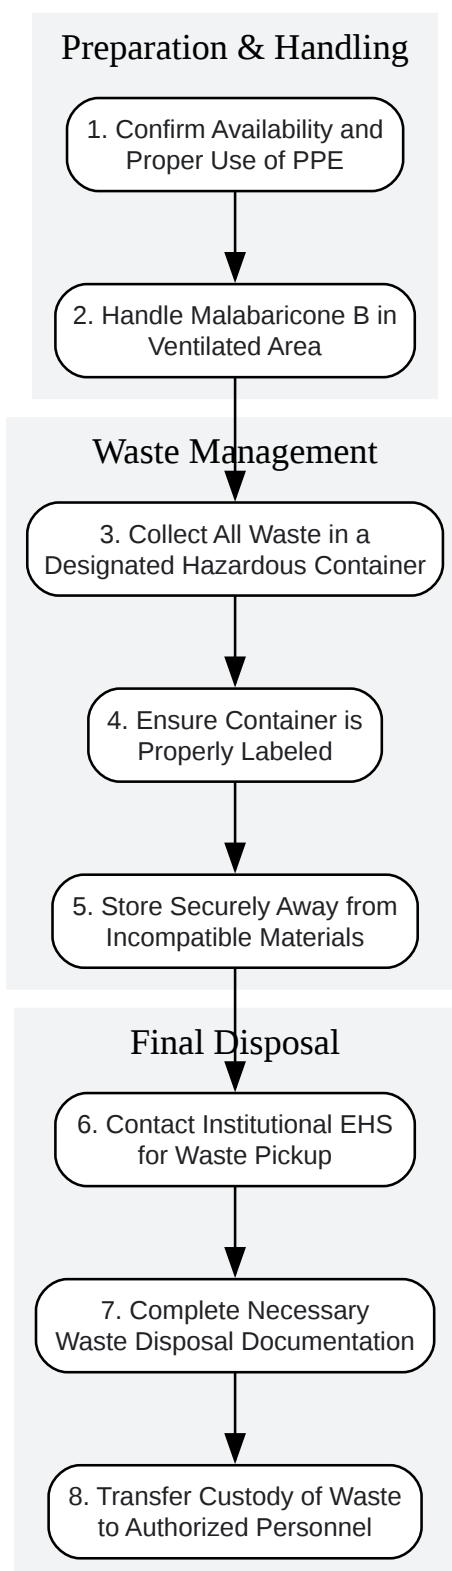 Preparation & Handling
1. Confirm Availability and
Proper Use of PPE
2. Handle Malabaricone B in
Ventilated Area
Waste Management
3. Collect All Waste in a
Designated Hazardous Container
4. Ensure Container is
Properly Labeled
5. Store Securely Away from
Incompatible Materials
Final Disposal
6. Contact Institutional EHS
for Waste Pickup
7. Complete Necessary
Waste Disposal Documentation
8. Transfer Custody of Waste
to Authorized Personnel